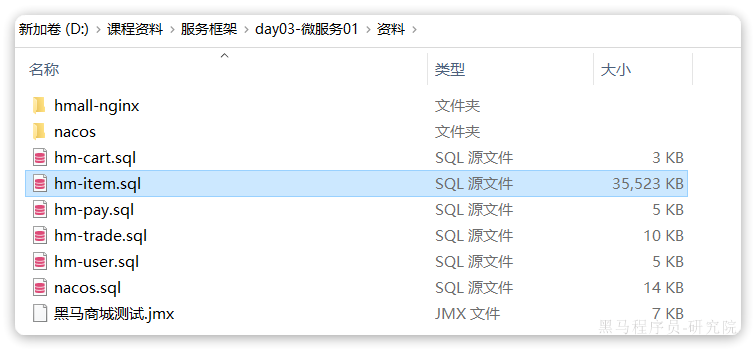 新加卷 (D:) › 课程资料 › 服务框架 › day03-微服务01 › 资料 ›
名称 类型 大小
hmall-nginx 文件夹
nacos 文件夹
hm-cart.sql SQL 源文件 3 KB
hm-item.sql SQL 源文件 35,523 KB
hm-pay.sql SQL 源文件 5 KB
hm-trade.sql SQL 源文件 10 KB
hm-user.sql SQL 源文件 5 KB
nacos.sql SQL 源文件 14 KB
黑马商城测试.jmx JMX 文件 7 KB
黑马程序员-研究院